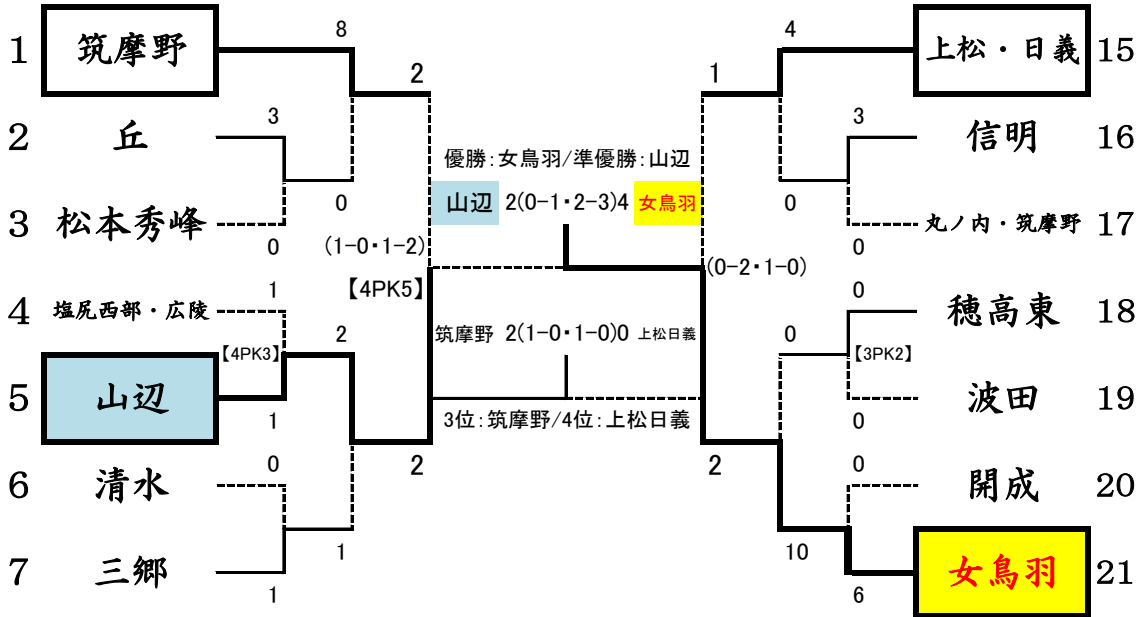 8
4
1 筑摩野
上松・日義 15
2
1
3
3
2 丘
信明 16
優勝:女鳥羽/準優勝:山辺
山辺 2(0-1・2-3)4 女鳥羽
0
0
3 松本秀峰
丸ノ内・筑摩野 17
0
0
(1-0・1-2)
(0-2・1-0)
【4PK5】
1
0
4 塩尻西部・広陵
穂高東 18
2
筑摩野 2(1-0・1-0)0 上松日義
0
【4PK3】
【3PK2】
5 山辺
波田 19
1
3位:筑摩野/4位:上松日義
0
2
2
0
0
6 清水
開成 20
1
10
7 三郷
女鳥羽 21
1
6